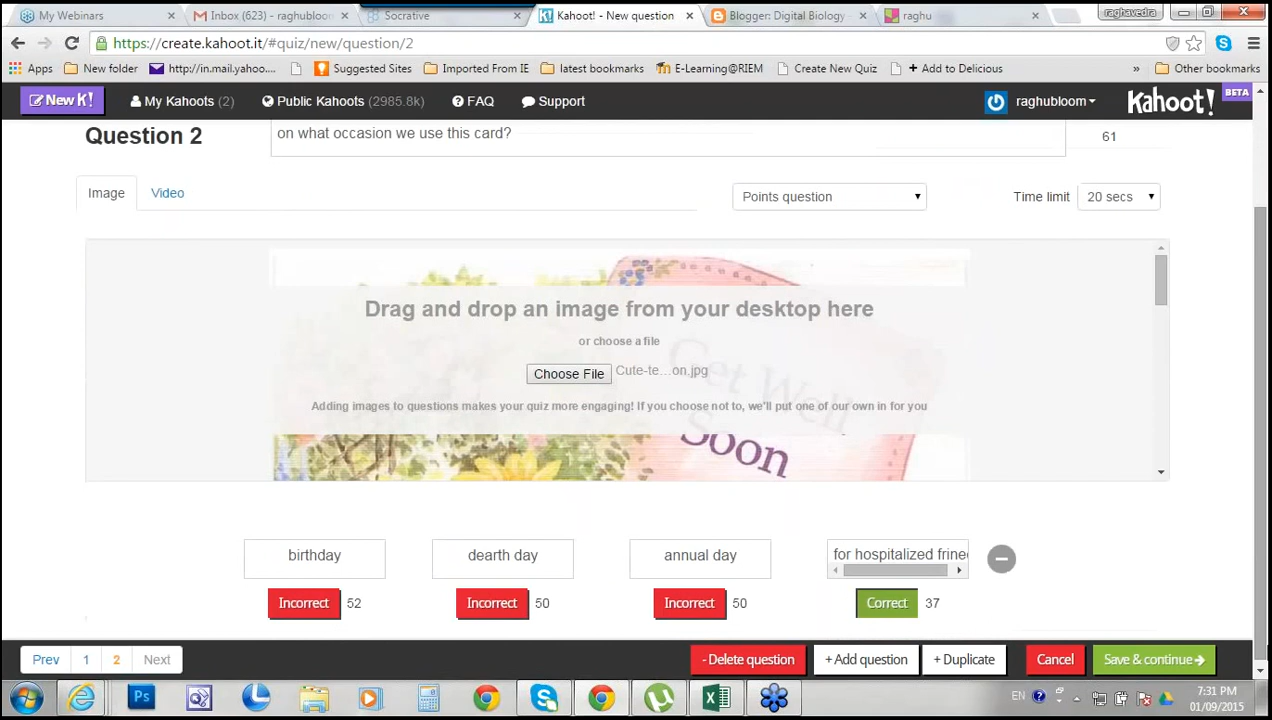 My Webinars
Inbox (623) - raghubloom
Socrative
Kahoot! - New question
Blogger: Digital Biology -
raghu
raghavedra
https://create.kahoot.it/#quiz/new/question/2
Apps
New folder
http://in.mail.yahoo....
Suggested Sites
Imported From IE
latest bookmarks
E-Learning@RIEM
Create New Quiz
+ Add to Delicious
»
Other bookmarks
New K!
My Kahoots (2)
Public Kahoots (2985.8k)
FAQ
Support
raghubloom
Kahoot!
BETA
Question 2
on what occasion we use this card?
61
Image
Video
Points question
Time limit
20 secs
Drag and drop an image from your desktop here
or choose a file
Choose File
Cute-te…on.jpg
Get Well
Adding images to questions makes your quiz more engaging! If you choose not to, we'll put one of our own in for you
Soon
birthday
dearth day
annual day
for hospitalized frine
Incorrect
52
Incorrect
50
Incorrect
50
Correct
37
Prev
1
2
Next
- Delete question
+ Add question
+ Duplicate
Cancel
Save & continue
Ps
EN
7:31 PM
01/09/2015